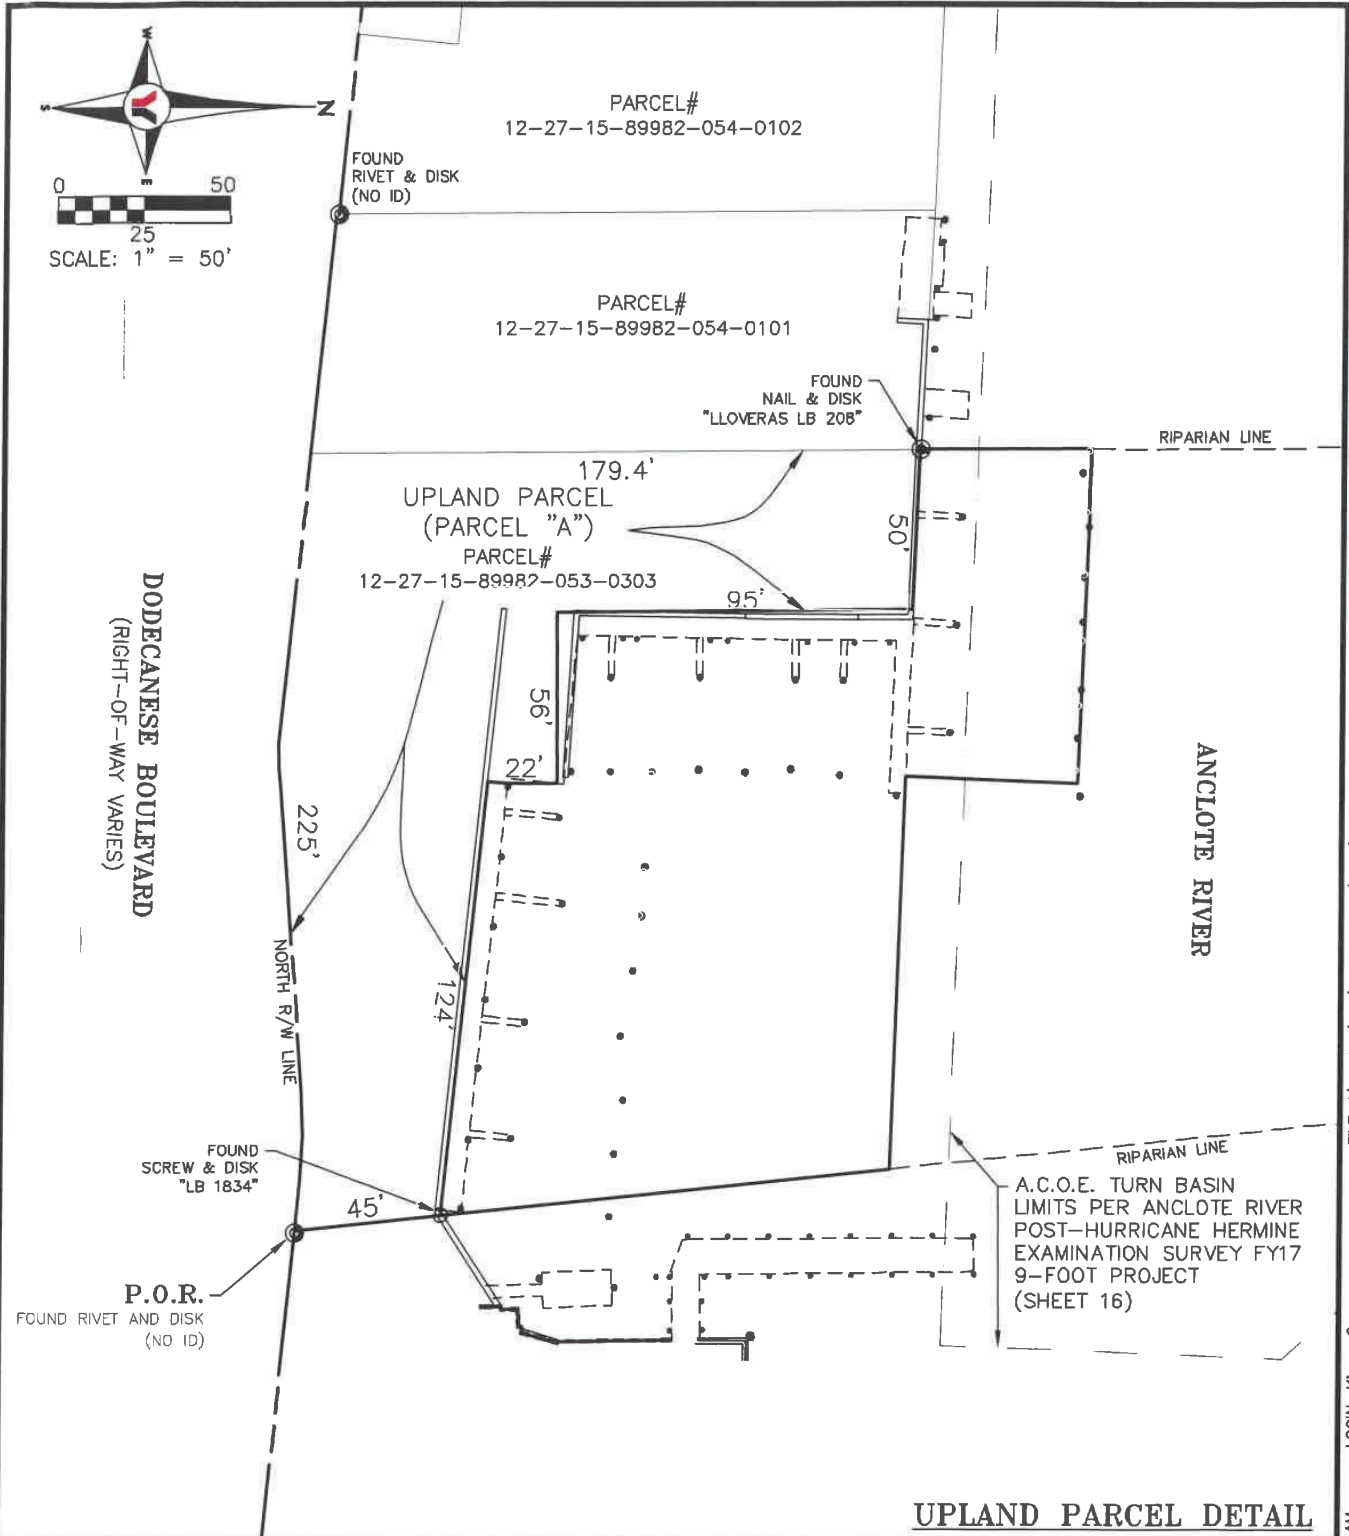 W
S
N
E
0 50
25
SCALE: 1" = 50'
PARCEL#
12-27-15-89982-054-0102
FOUND
RIVET & DISK
(NO ID)
PARCEL#
12-27-15-89982-054-0101
FOUND
NAIL & DISK
"LLOVERAS LB 208"
RIPARIAN LINE
179.4'
UPLAND PARCEL
(PARCEL "A")
PARCEL#
12-27-15-89982-053-0303
50'
95'
56'
22'
DODECANESE BOULEVARD
(RIGHT-OF-WAY VARIES)
225'
NORTH R/W LINE
124'
ANCLOTE RIVER
FOUND
SCREW & DISK
"LB 1834"
45'
P.O.R.
FOUND RIVET AND DISK
(NO ID)
RIPARIAN LINE
A.C.O.E. TURN BASIN
LIMITS PER ANCLOTE RIVER
POST-HURRICANE HERMINE
EXAMINATION SURVEY FY17
9-FOOT PROJECT
(SHEET 16)
UPLAND PARCEL DETAIL